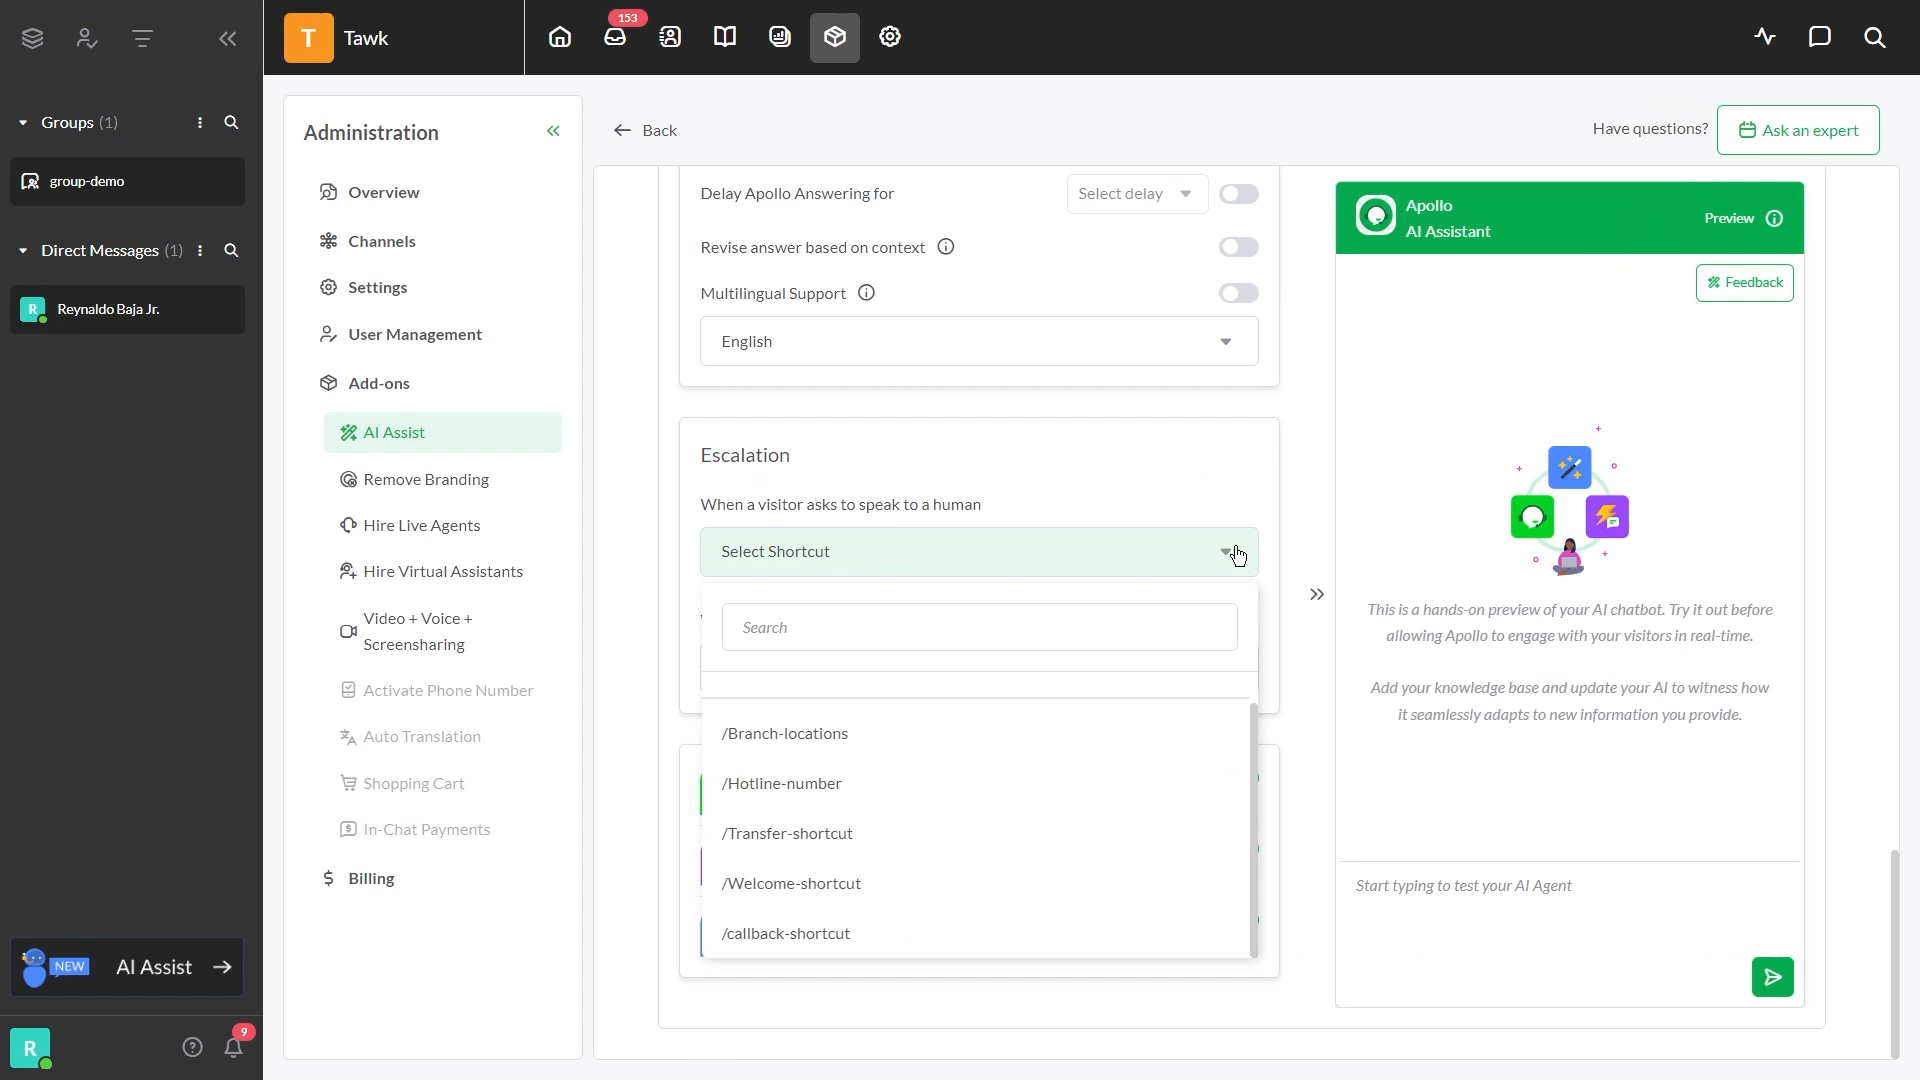 T
Tawk
153
Groups (1)
group-demo
Direct Messages (1)
R
Reynaldo Baja Jr.
NEW
AI Assist
R
9
Administration
Overview
Channels
Settings
User Management
Add-ons
AI Assist
Remove Branding
Hire Live Agents
Hire Virtual Assistants
Video + Voice +
Screensharing
Activate Phone Number
Auto Translation
Shopping Cart
In-Chat Payments
Billing
Back
Have questions?
Ask an expert
Delay Apollo Answering for
Select delay
Revise answer based on context
Multilingual Support
English
Escalation
When a visitor asks to speak to a human
Select Shortcut
Search
/Branch-locations
/Hotline-number
/Transfer-shortcut
/Welcome-shortcut
/callback-shortcut
Apollo
AI Assistant
Preview
Feedback
This is a hands-on preview of your AI chatbot. Try it out before
allowing Apollo to engage with your visitors in real-time.
Add your knowledge base and update your AI to witness how
it seamlessly adapts to new information you provide.
Start typing to test your AI Agent